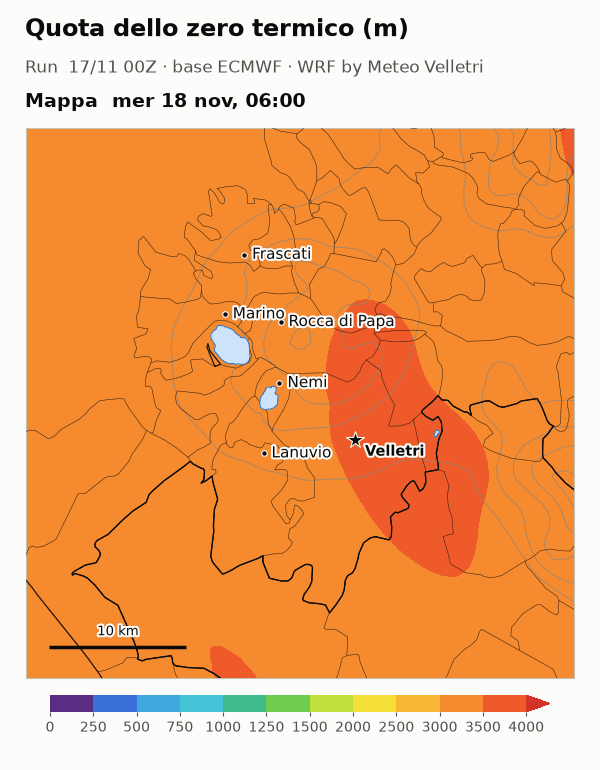 Quota dello zero termico (m)
Run 17/11 00Z · base ECMWF · WRF by Meteo Velletri
Mappa mer 18 nov, 06:00
Frascati
Marino
Rocca di Papa
Nemi
Velletri
Lanuvio
10 km
0 250 500 750 1000 1250 1500 2000 2500 3000 3500 4000